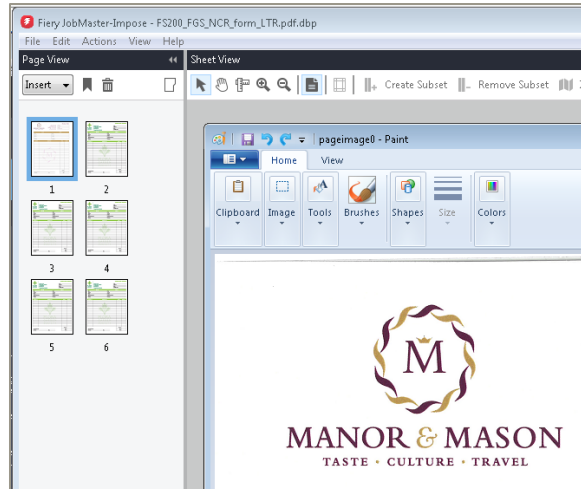 Fiery JobMaster-Impose - FS200_FGS_NCR_form_LTR.pdf.dbp
File Edit Actions View Help
Page View
Sheet View
Insert
Create Subset
Remove Subset
1
2
3
4
5
6
pageimage0 - Paint
Home View
Clipboard Image Tools Brushes Shapes Size Colors
M
MANOR & MASON
TASTE • CULTURE • TRAVEL